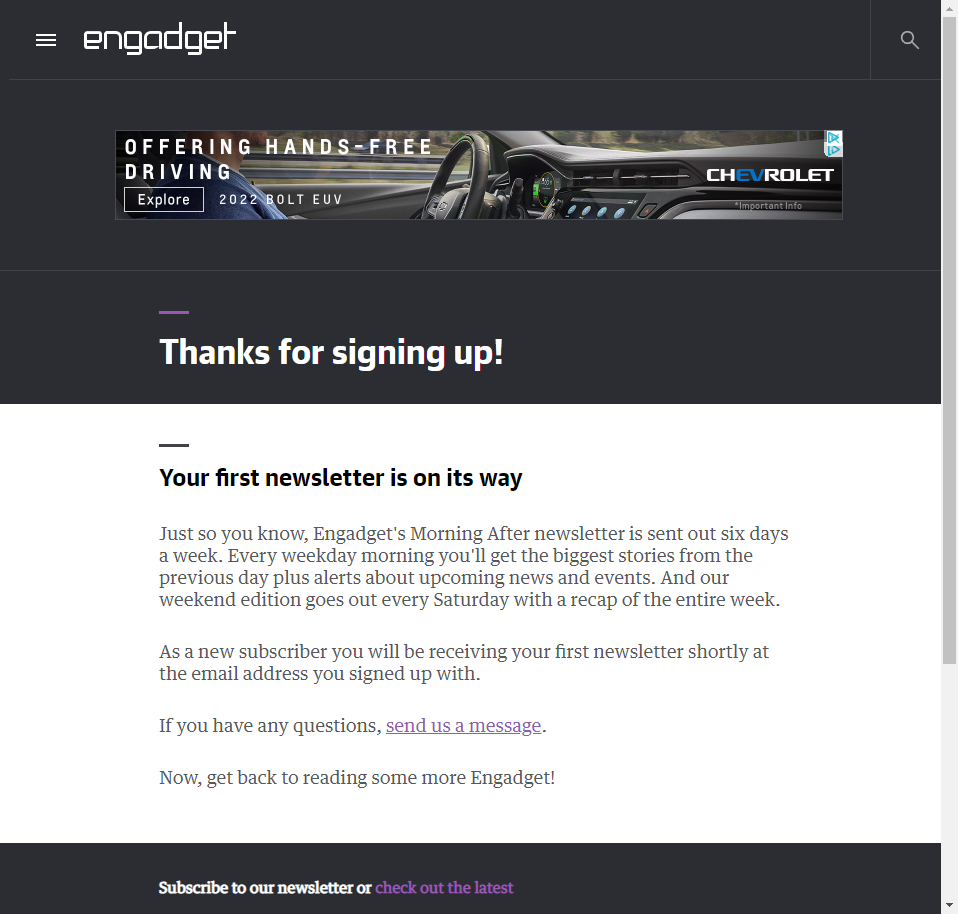 engadget
OFFERING HANDS-FREE
DRIVING
Explore 2022 BOLT EUV
CHEVROLET
*Important Info
Thanks for signing up!
Your first newsletter is on its way
Just so you know, Engadget's Morning After newsletter is sent out six days
a week. Every weekday morning you'll get the biggest stories from the
previous day plus alerts about upcoming news and events. And our
weekend edition goes out every Saturday with a recap of the entire week.
As a new subscriber you will be receiving your first newsletter shortly at
the email address you signed up with.
If you have any questions, send us a message.
Now, get back to reading some more Engadget!
Subscribe to our newsletter or check out the latest